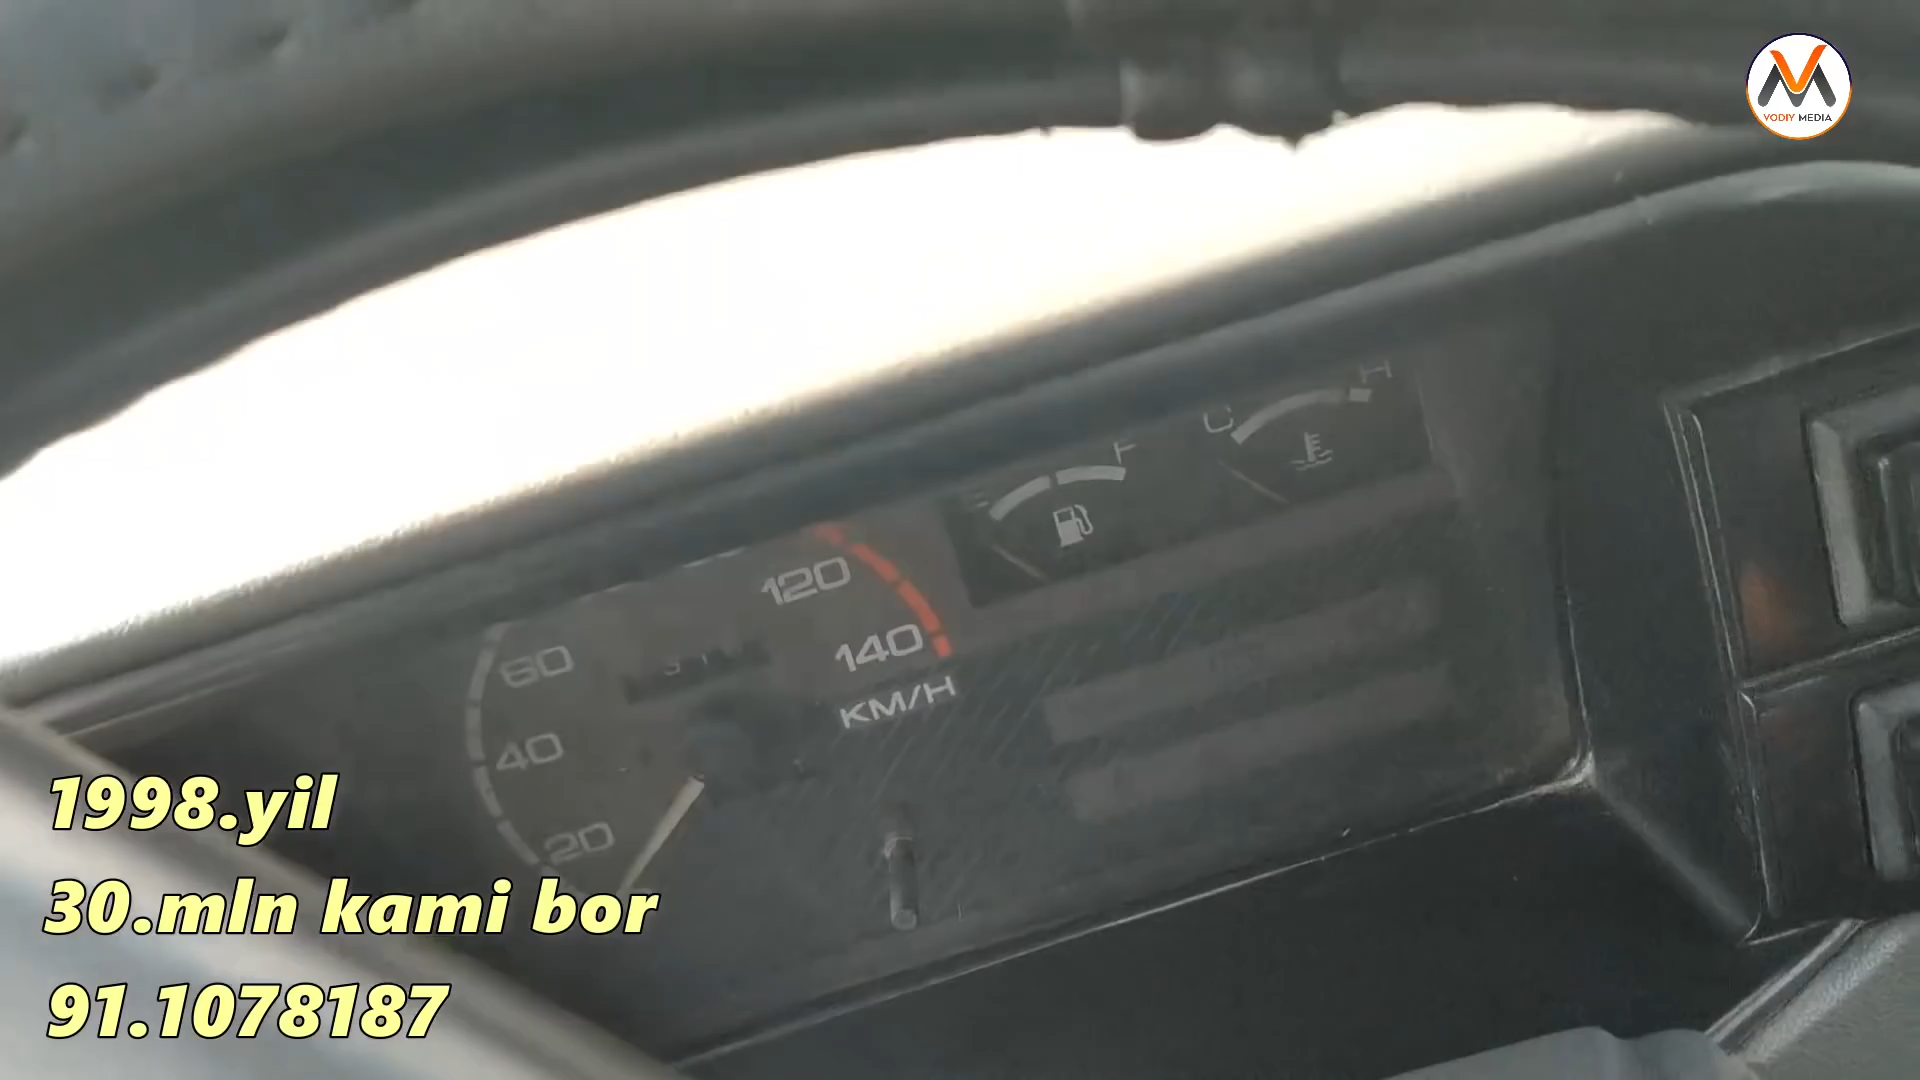 VODIY MEDIA
H
C
F
E
120
140
60
KM/H
40
20
1998.yil
30.mln kami bor
91.1078187